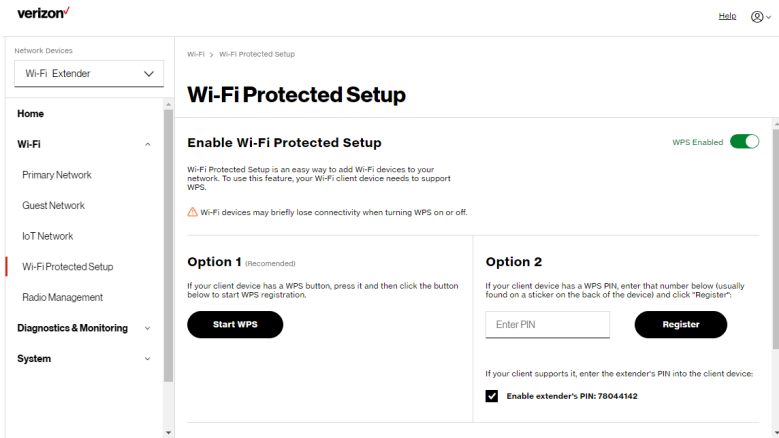 verizon
Help
Network Devices
Wi-Fi Extender
Home
Wi-Fi
Primary Network
Guest Network
IoT Network
Wi-Fi Protected Setup
Radio Management
Diagnostics & Monitoring
System
Wi-Fi > Wi-Fi Protected Setup
Wi-Fi Protected Setup
Enable Wi-Fi Protected Setup
WPS Enabled
Wi-Fi Protected Setup is an easy way to add Wi-Fi devices to your
network. To use this feature, your Wi-Fi client device needs to support
WPS.
Wi-Fi devices may briefly lose connectivity when turning WPS on or off.
Option 1 (Recomended)
If your client device has a WPS button, press it and then click the button
below to start WPS registration.
Start WPS
Option 2
If your client device has a WPS PIN, enter that number below (usually
found on a sticker on the back of the device) and click "Register":
Enter PIN
Register
If your client supports it, enter the extender's PIN into the client device:
Enable extender's PIN: 78044142